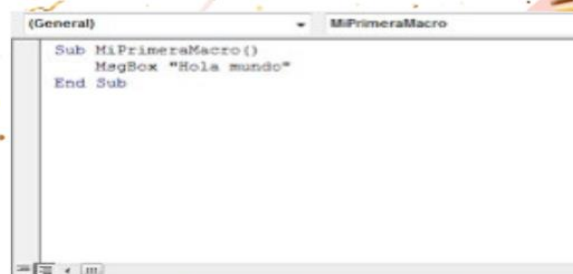 (General) MiPrimeraMacro
Sub MiPrimeraMacro()
MsgBox "Hola mundo"
End Sub